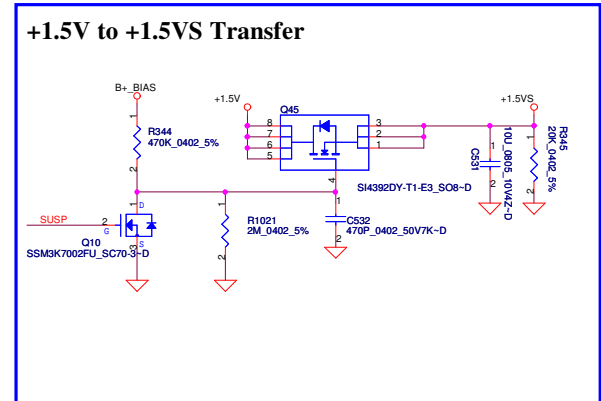 +1.5V to +1.5VS Transfer
B+_BIAS
+1.5V
Q45
+1.5VS
1
R344
470K_0402_5%
2
8
7
6
5
3
2
1
4
SI4392DY-T1-E3_SO8~D
1
C531
10U_0805_10V4Z~D
2
1
R345
20K_0402_5%
2
SUSP
2
G
1
D
3
S
Q10
SSM3K7002FU_SC70-3~D
1
R1021
2M_0402_5%
2
1
C532
470P_0402_50V7K~D
2